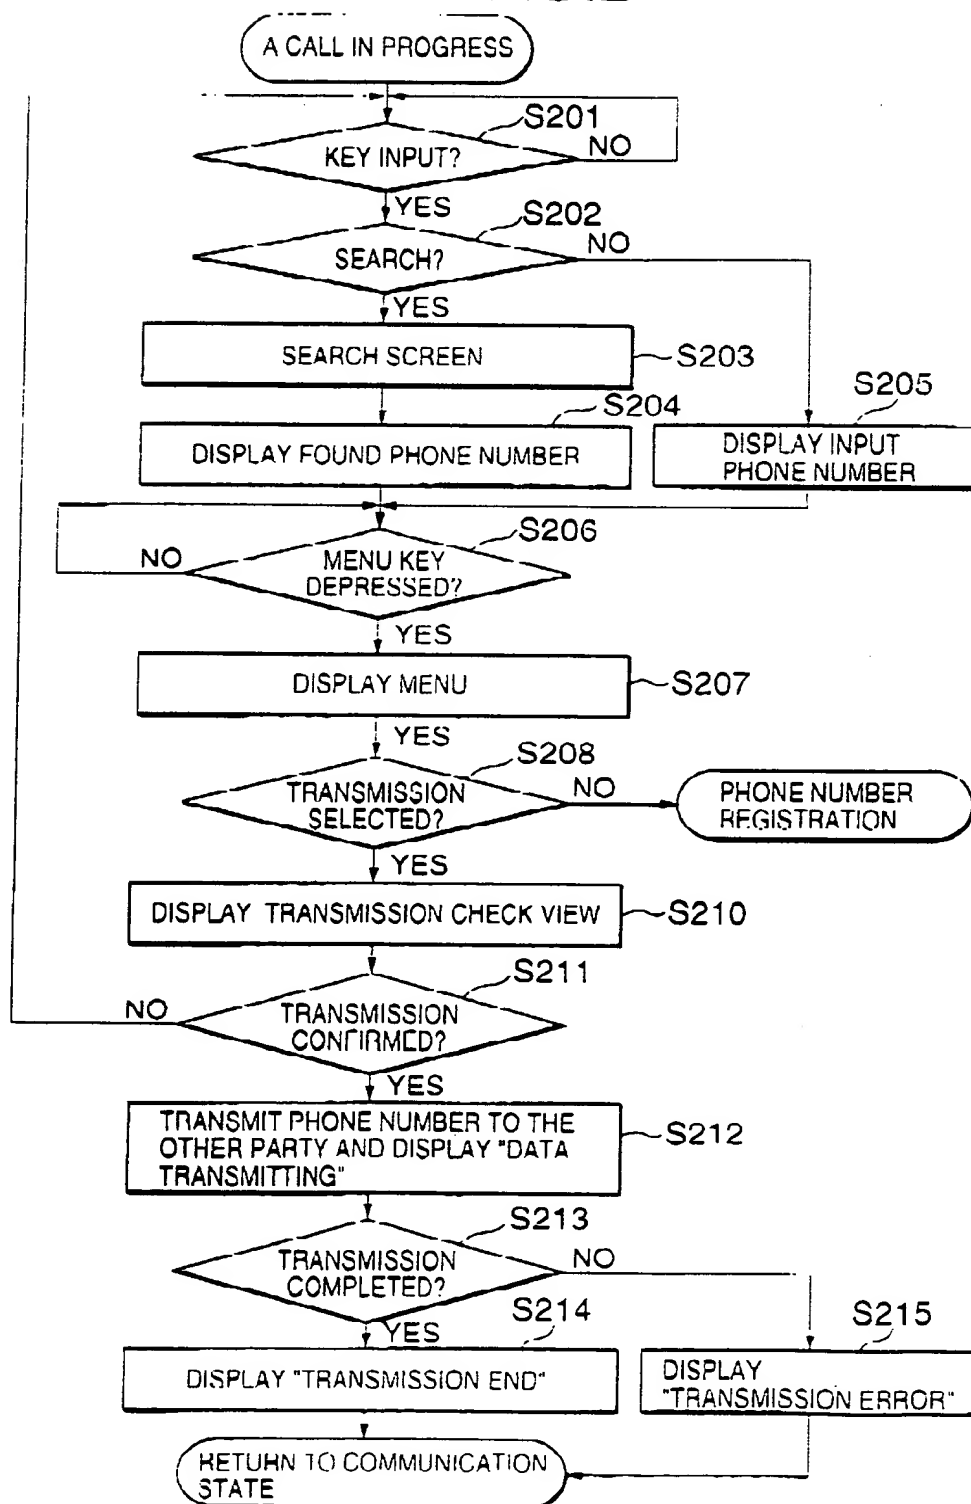 A CALL IN PROGRESS
S201
KEY INPUT?
NO
YES
S202
SEARCH?
NO
YES
SEARCH SCREEN
S203
S204
S205
DISPLAY FOUND PHONE NUMBER
DISPLAY INPUT
PHONE NUMBER
S206
NO
MENU KEY
DEPRESSED?
YES
DISPLAY MENU
S207
YES
S208
TRANSMISSION
SELECTED?
NO
PHONE NUMBER
REGISTRATION
YES
DISPLAY TRANSMISSION CHECK VIEW
S210
S211
NO
TRANSMISSION
CONFIRMED?
YES
TRANSMIT PHONE NUMBER TO THE
OTHER PARTY AND DISPLAY "DATA
TRANSMITTING"
S212
S213
TRANSMISSION
COMPLETED?
NO
S214
YES
S215
DISPLAY "TRANSMISSION END"
DISPLAY
"TRANSMISSION ERROR"
RETURN TO COMMUNICATION
STATE